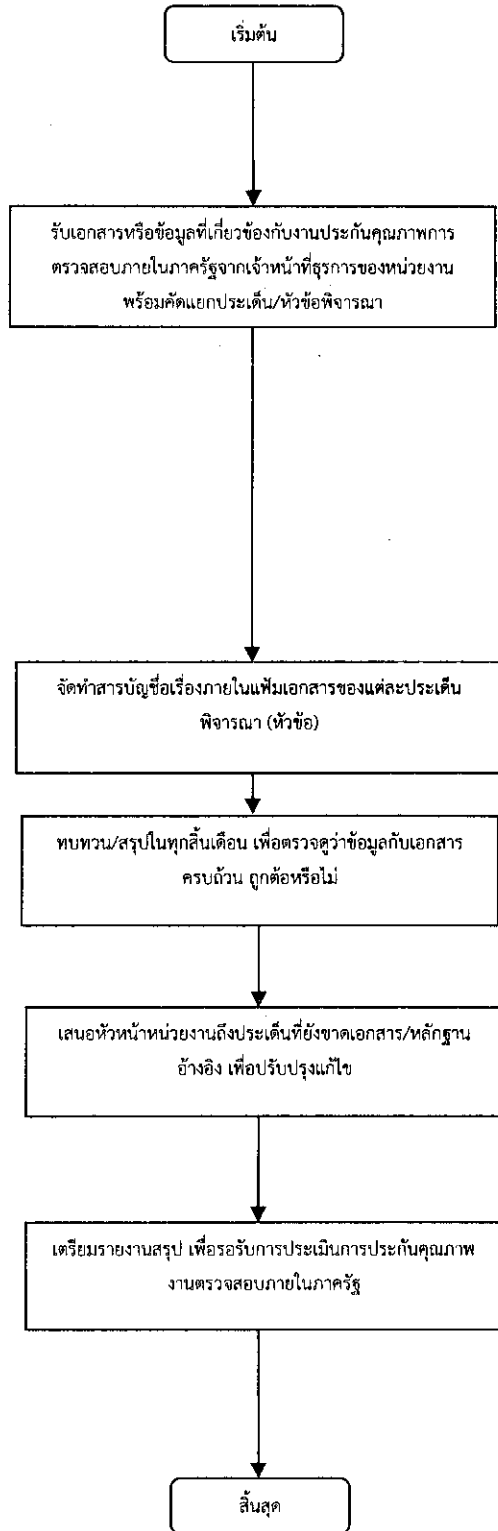 เริ่มต้น
รับเอกสารหรือข้อมูลที่เกี่ยวข้องกับงานประกันคุณภาพการ
ตรวจสอบภายในภาครัฐจากเจ้าหน้าที่ธุรการของหน่วยงาน
พร้อมคัดแยกประเด็น/หัวข้อพิจารณา
จัดทำสารบัญชื่อเรื่องภายในแฟ้มเอกสารของแต่ละประเด็น
พิจารณา (หัวข้อ)
ทบทวน/สรุปในทุกสิ้นเดือน เพื่อตรวจดูว่าข้อมูลกับเอกสาร
ครบถ้วน ถูกต้อหรือไม่
เสนอหัวหน้าหน่วยงานถึงประเด็นที่ยังขาดเอกสาร/หลักฐาน
อ้างอิง เพื่อปรับปรุงแก้ไข
เตรียมรายงานสรุป เพื่อรอรับการประเมินการประกันคุณภาพ
งานตรวจสอบภายในภาครัฐ
สิ้นสุด